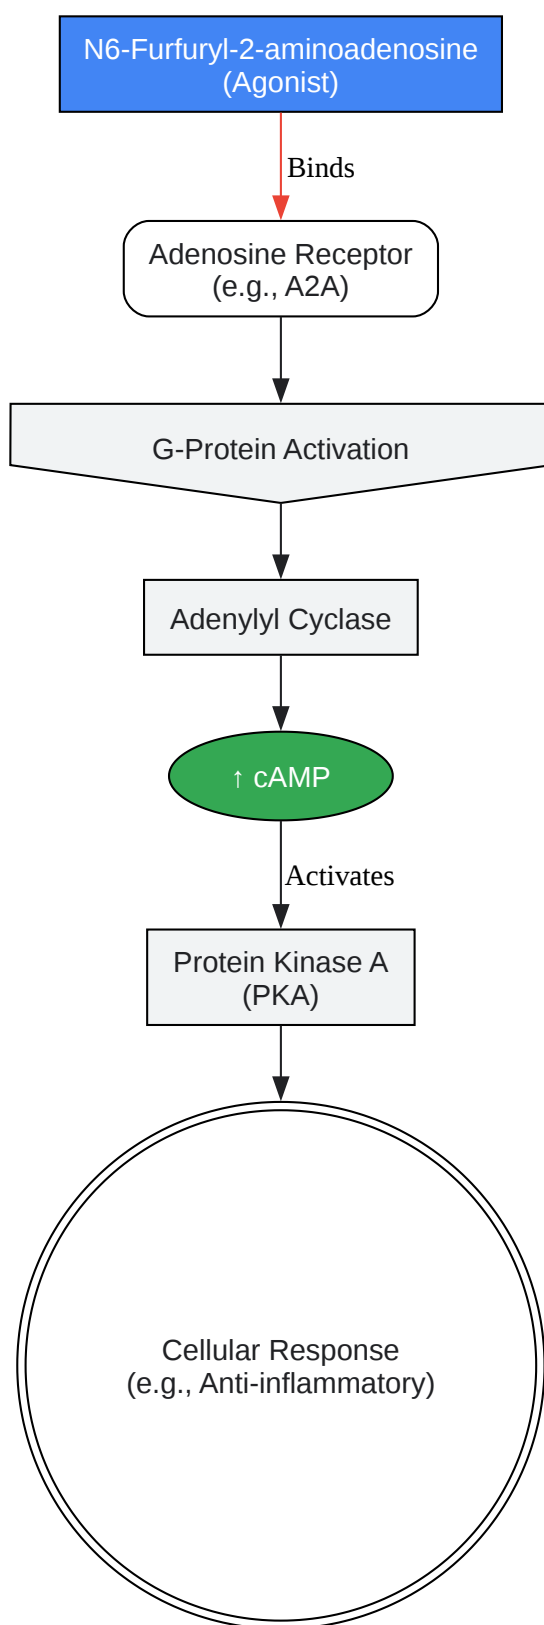 N6-Furfuryl-2-aminoadenosine
(Agonist)
Binds
Adenosine Receptor
(e.g., A2A)
G-Protein Activation
Adenylyl Cyclase
↑ cAMP
Activates
Protein Kinase A
(PKA)
Cellular Response
(e.g., Anti-inflammatory)